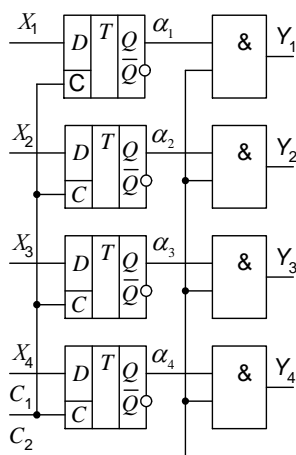 X₁ α₁ Y₁
D T Q &
C Q̅
X₂ α₂ Y₂
D T Q &
C Q̅
X₃ α₃ Y₃
D T Q &
C Q̅
X₄ α₄ Y₄
D T Q &
C₁ C Q̅
C₂